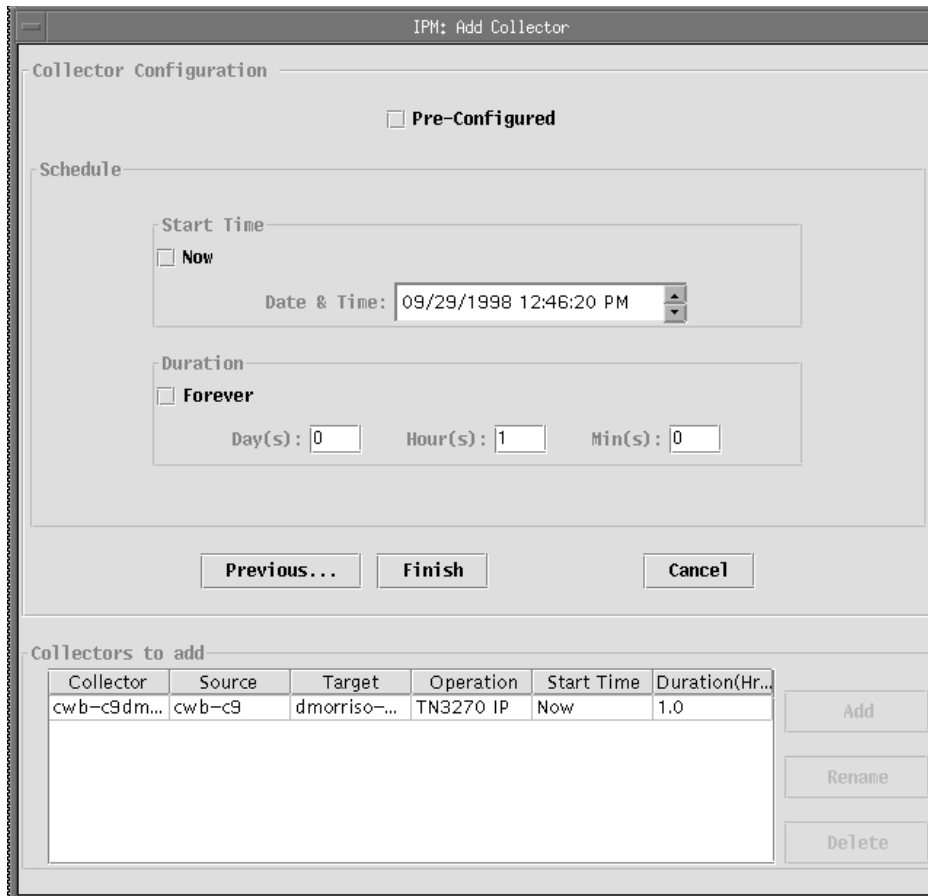 IPM: Add Collector
Collector Configuration
Pre-Configured
Schedule
Start Time
Now
Date & Time: 09/29/1998 12:46:20 PM
Duration
Forever
Day(s): 0 Hour(s): 1 Min(s): 0
Previous... Finish Cancel
Collectors to add
Collector Source Target Operation Start Time Duration(Hr...
cwb-c9dm... cwb-c9 dmorriso-... TN3270 IP Now 1.0
Add
Rename
Delete